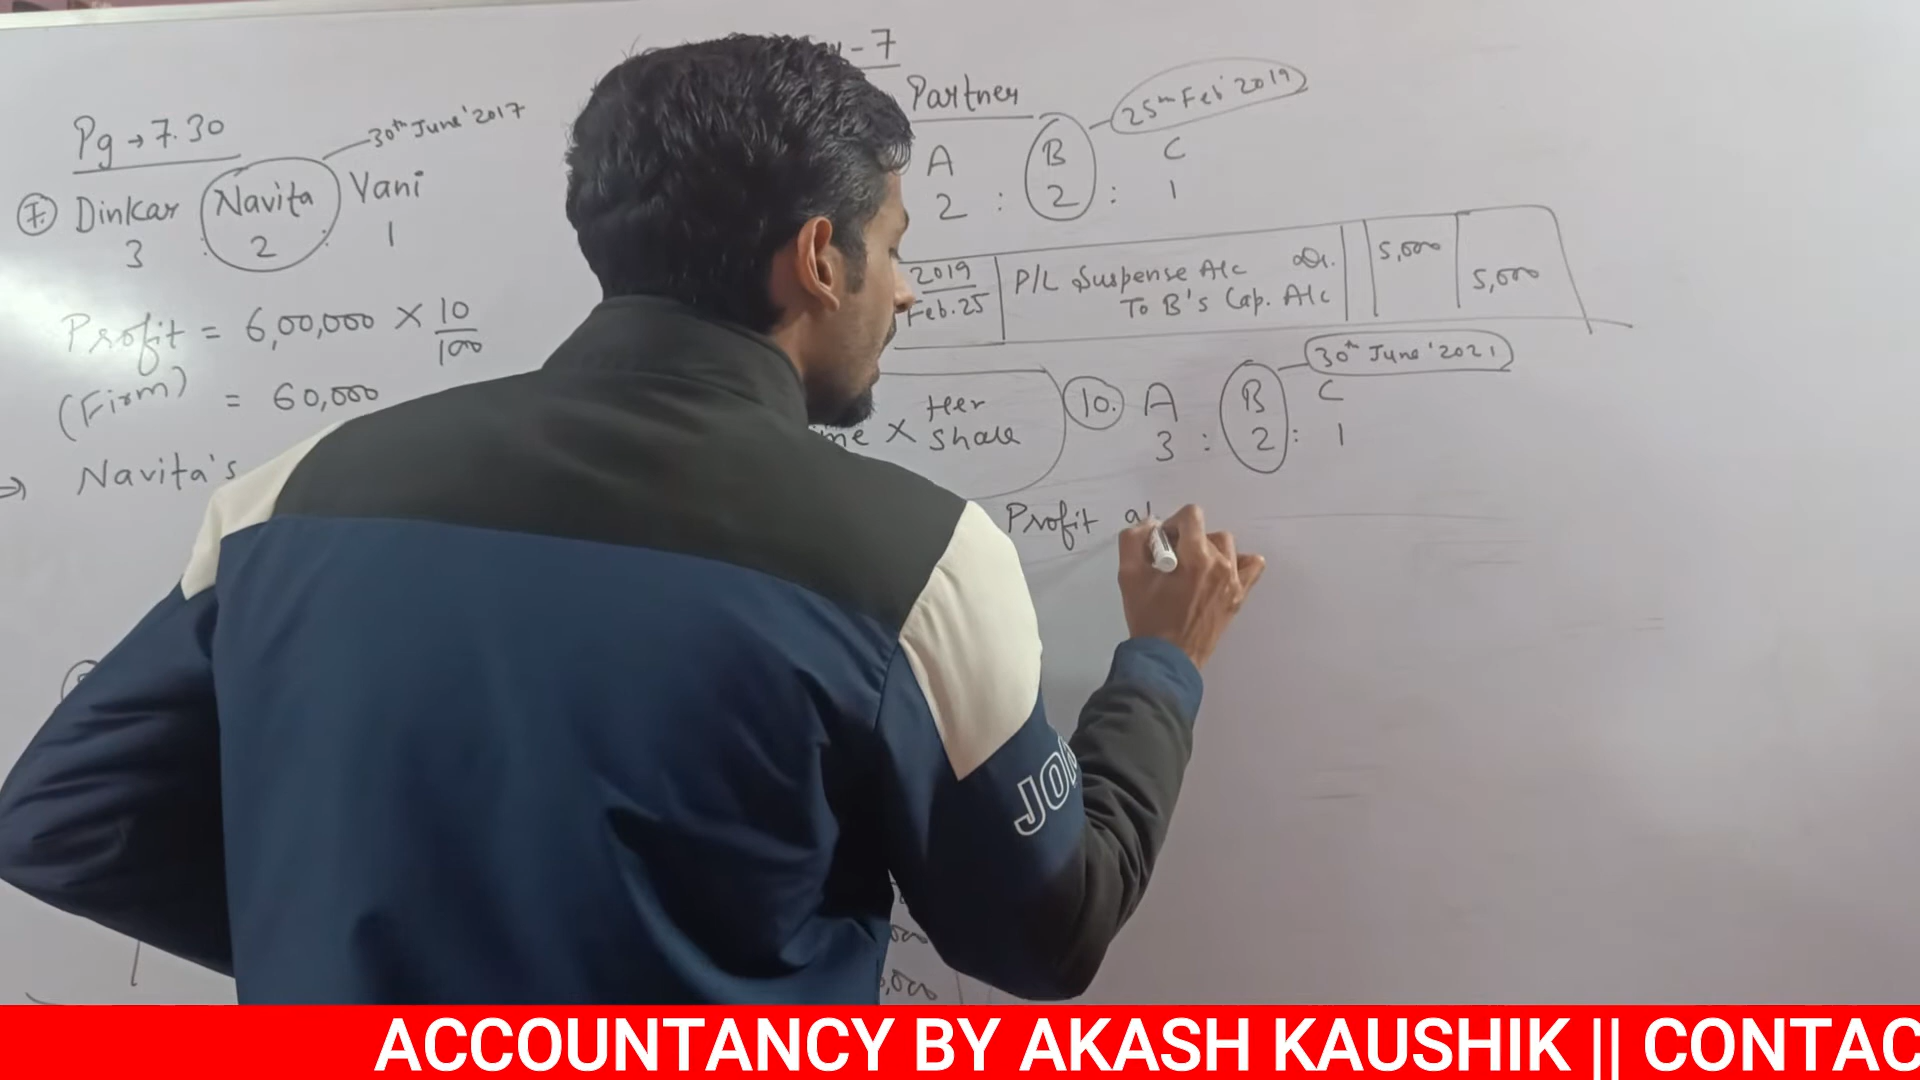 -7
Partner
Pg → 7.30
30th June '2017
7. Dinkar Navita Vani
3 : 2 : 1
Profit = 6,00,000 × 10/100
(Firm) = 60,000
⇒ Navita's
25th Feb' 2019
A B C
2 : 2 : 1
2019 P/L Suspense A/c Dr. 5,000
Feb. 25 To B's Cap. A/c 5,000
× Her
Share
30th June '2021
10. A B C
3 : 2 : 1
Profit
JO
ACCOUNTANCY BY AKASH KAUSHIK || CONTAC